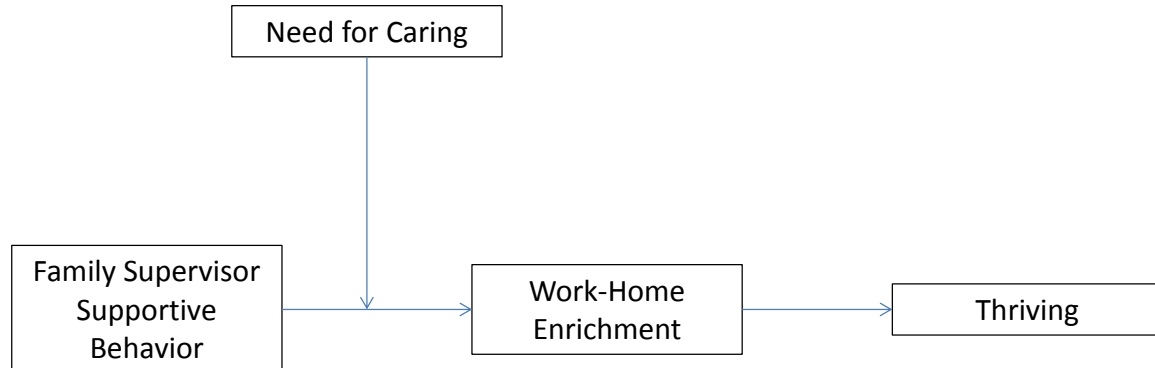 Need for Caring
Family Supervisor
Supportive
Behavior
Work-Home
Enrichment
Thriving